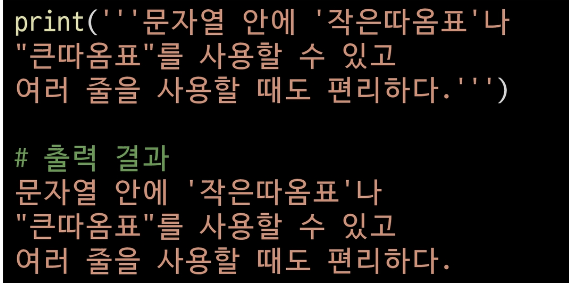 print('''문자열 안에 '작은따옴표'나
"큰따옴표"를 사용할 수 있고
여러 줄을 사용할 때도 편리하다.''')
# 출력 결과
문자열 안에 '작은따옴표'나
"큰따옴표"를 사용할 수 있고
여러 줄을 사용할 때도 편리하다.